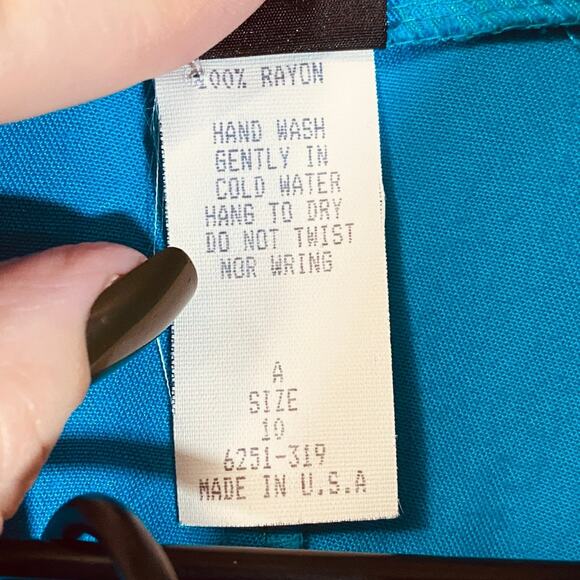 100% RAYON
HAND WASH
GENTLY IN
COLD WATER
HANG TO DRY
DO NOT TWIST
NOR WRING
A
SIZE
10
6251-319
MADE IN U.S.A